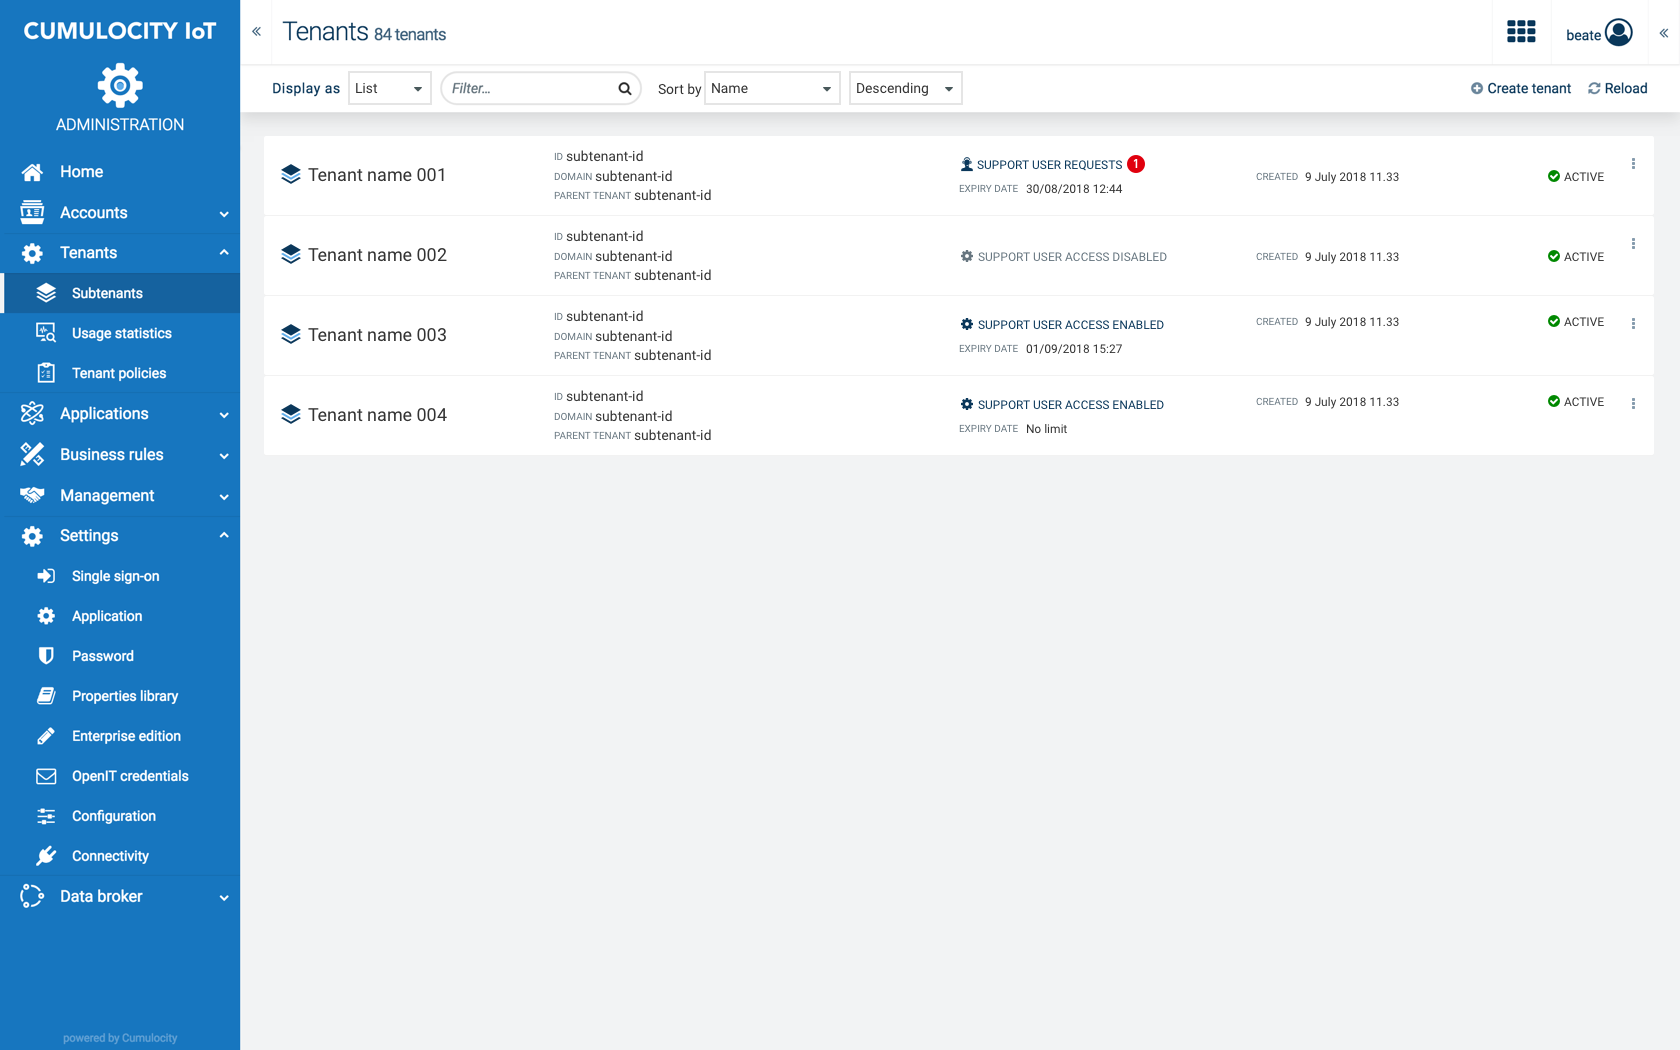 CUMULOCITY IoT
ADMINISTRATION
Home
Accounts
Tenants
Subtenants
Usage statistics
Tenant policies
Applications
Business rules
Management
Settings
Single sign-on
Application
Password
Properties library
Enterprise edition
OpenIT credentials
Configuration
Connectivity
Data broker
powered by Cumulocity
Tenants 84 tenants
beate
Display as List Filter... Sort by Name Descending Create tenant Reload
Tenant name 001
ID subtenant-id
DOMAIN subtenant-id
PARENT TENANT subtenant-id
SUPPORT USER REQUESTS 1
EXPIRY DATE 30/08/2018 12:44
CREATED 9 July 2018 11.33
ACTIVE
Tenant name 002
ID subtenant-id
DOMAIN subtenant-id
PARENT TENANT subtenant-id
SUPPORT USER ACCESS DISABLED
CREATED 9 July 2018 11.33
ACTIVE
Tenant name 003
ID subtenant-id
DOMAIN subtenant-id
PARENT TENANT subtenant-id
SUPPORT USER ACCESS ENABLED
EXPIRY DATE 01/09/2018 15:27
CREATED 9 July 2018 11.33
ACTIVE
Tenant name 004
ID subtenant-id
DOMAIN subtenant-id
PARENT TENANT subtenant-id
SUPPORT USER ACCESS ENABLED
EXPIRY DATE No limit
CREATED 9 July 2018 11.33
ACTIVE